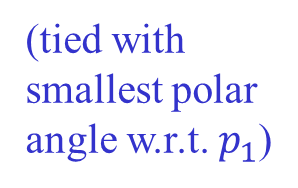 (tied with
smallest polar
angle w.r.t. p₁)